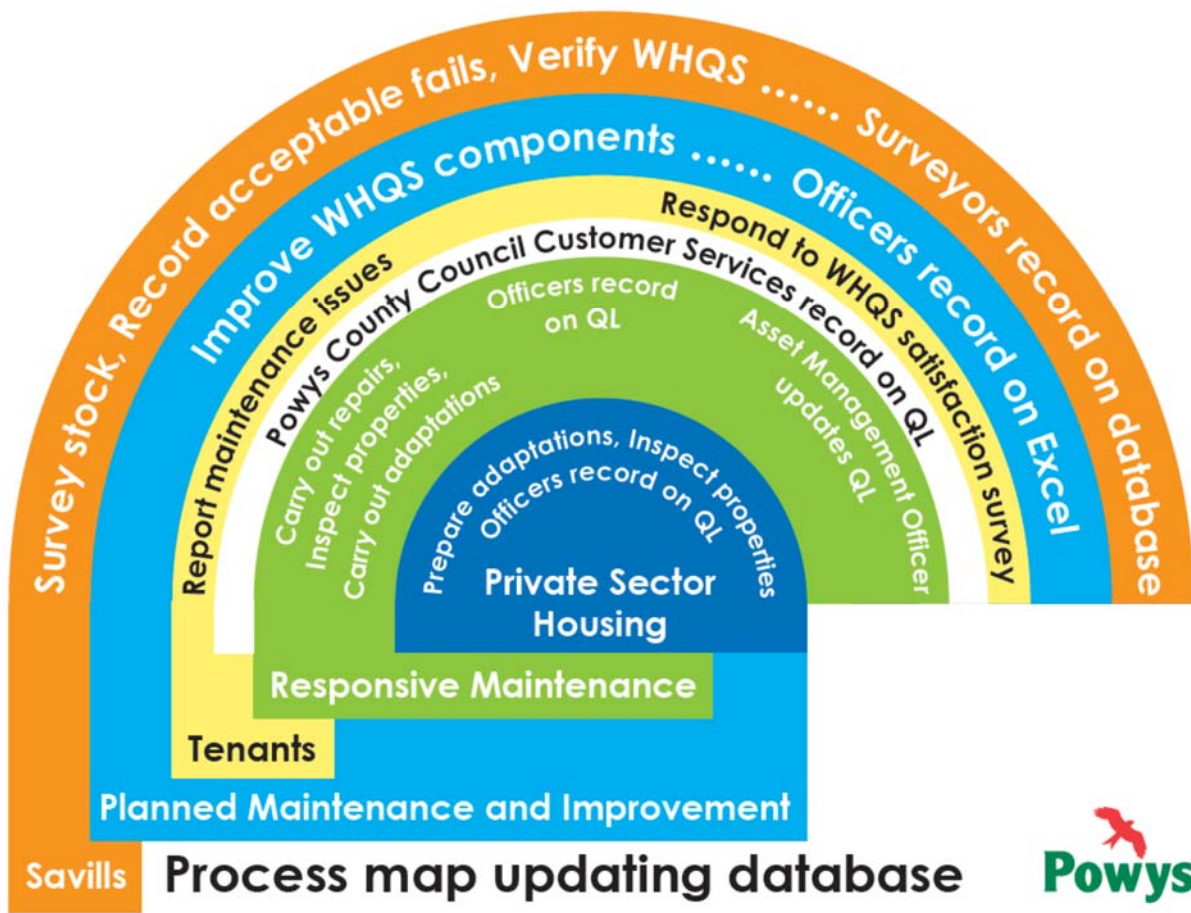 Survey stock, Record acceptable fails, Verify WHQS ...... Surveyors record on database
Improve WHQS components ...... Officers record on Excel
Report maintenance issues
Respond to WHQS satisfaction survey
Powys County Council Customer Services record on QL
Carry out repairs,
Inspect properties,
Carry out adaptations
Officers record
on QL
Asset Management Officer
updates QL
Prepare adaptations, Inspect properties
Officers record on QL
Private Sector
Housing
Responsive Maintenance
Tenants
Planned Maintenance and Improvement
Savills
Process map updating database
Powys